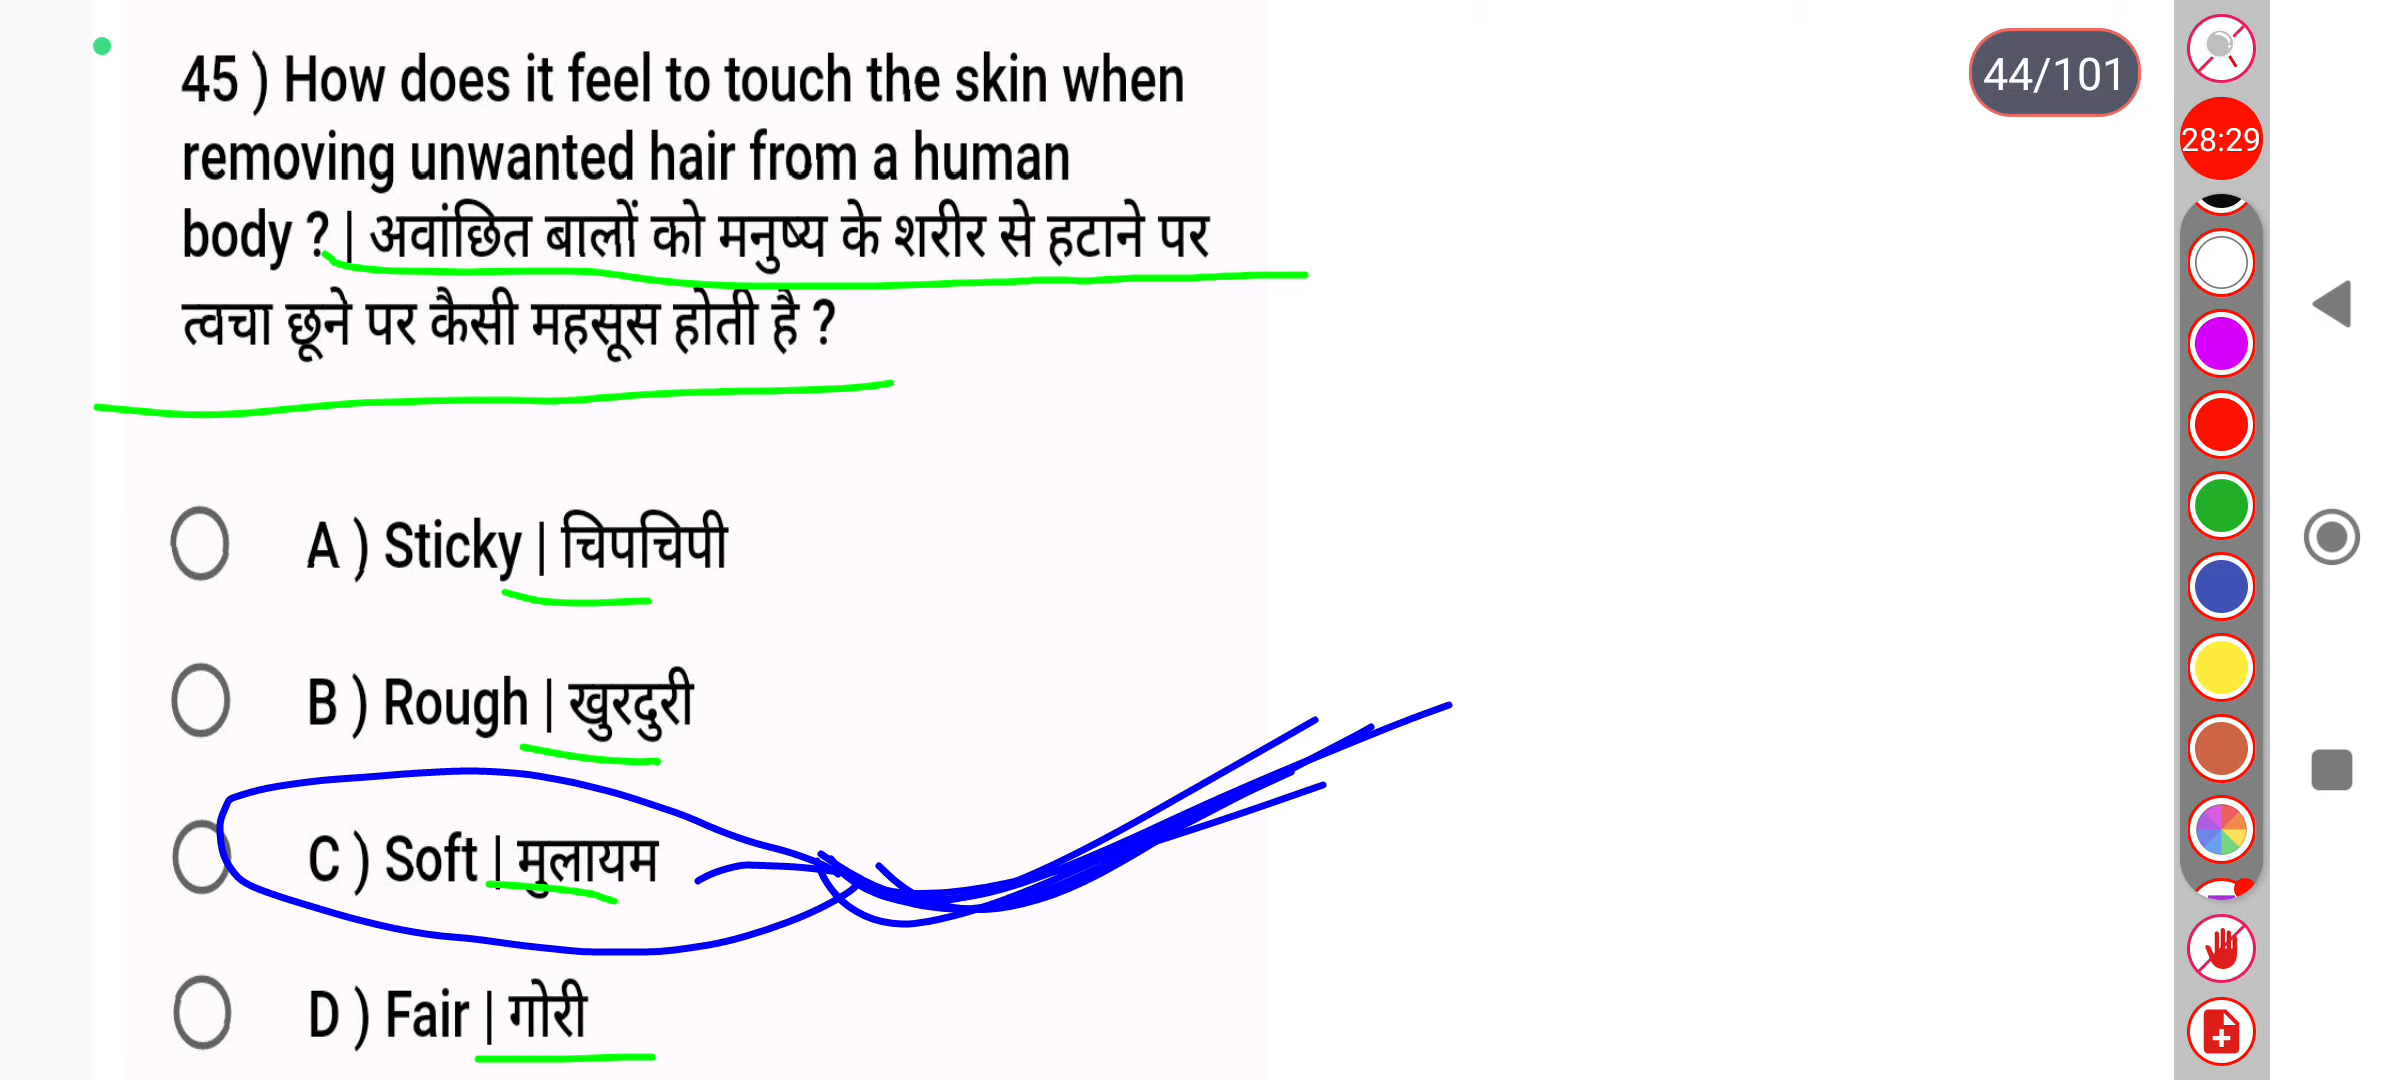 45 ) How does it feel to touch the skin when
removing unwanted hair from a human
body ? | अवांछित बालों को मनुष्य के शरीर से हटाने पर
त्वचा छूने पर कैसी महसूस होती है ?
A ) Sticky | चिपचिपी
B ) Rough | खुरदुरी
C ) Soft | मुलायम
D ) Fair | गोरी
44/101
28:29